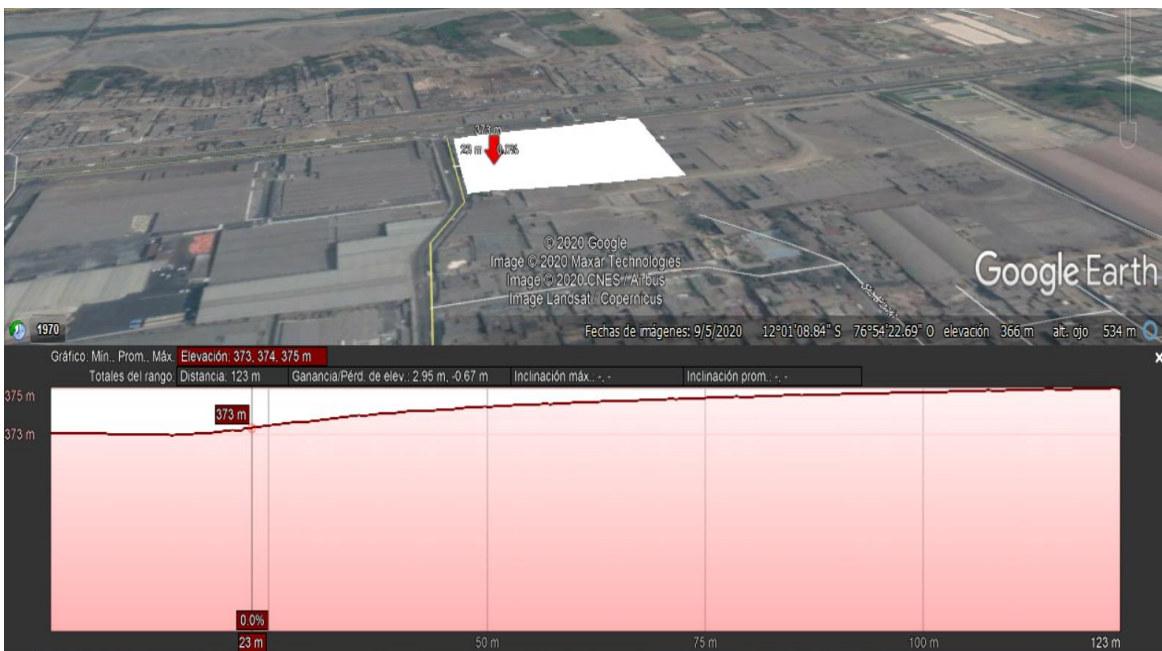 373 m
23 m 0.0%
© 2020 Google
Image © 2020 Maxar Technologies
Image © 2020 CNES / Airbus
Image Landsat / Copernicus
Google Earth
1970
Fechas de imágenes: 9/5/2020 12°01'08.84" S 76°54'22.69" O elevación 366 m alt. ojo 534 m
Gráfico: Mín., Prom., Máx. Elevación: 373, 374, 375 m
Totales del rango: Distancia: 123 m Ganancia/Pérd. de elev.: 2.95 m, -0.67 m Inclinación máx.: -, - Inclinación prom.: -, -
375 m
373 m
373 m
0.0%
23 m 50 m 75 m 100 m 123 m